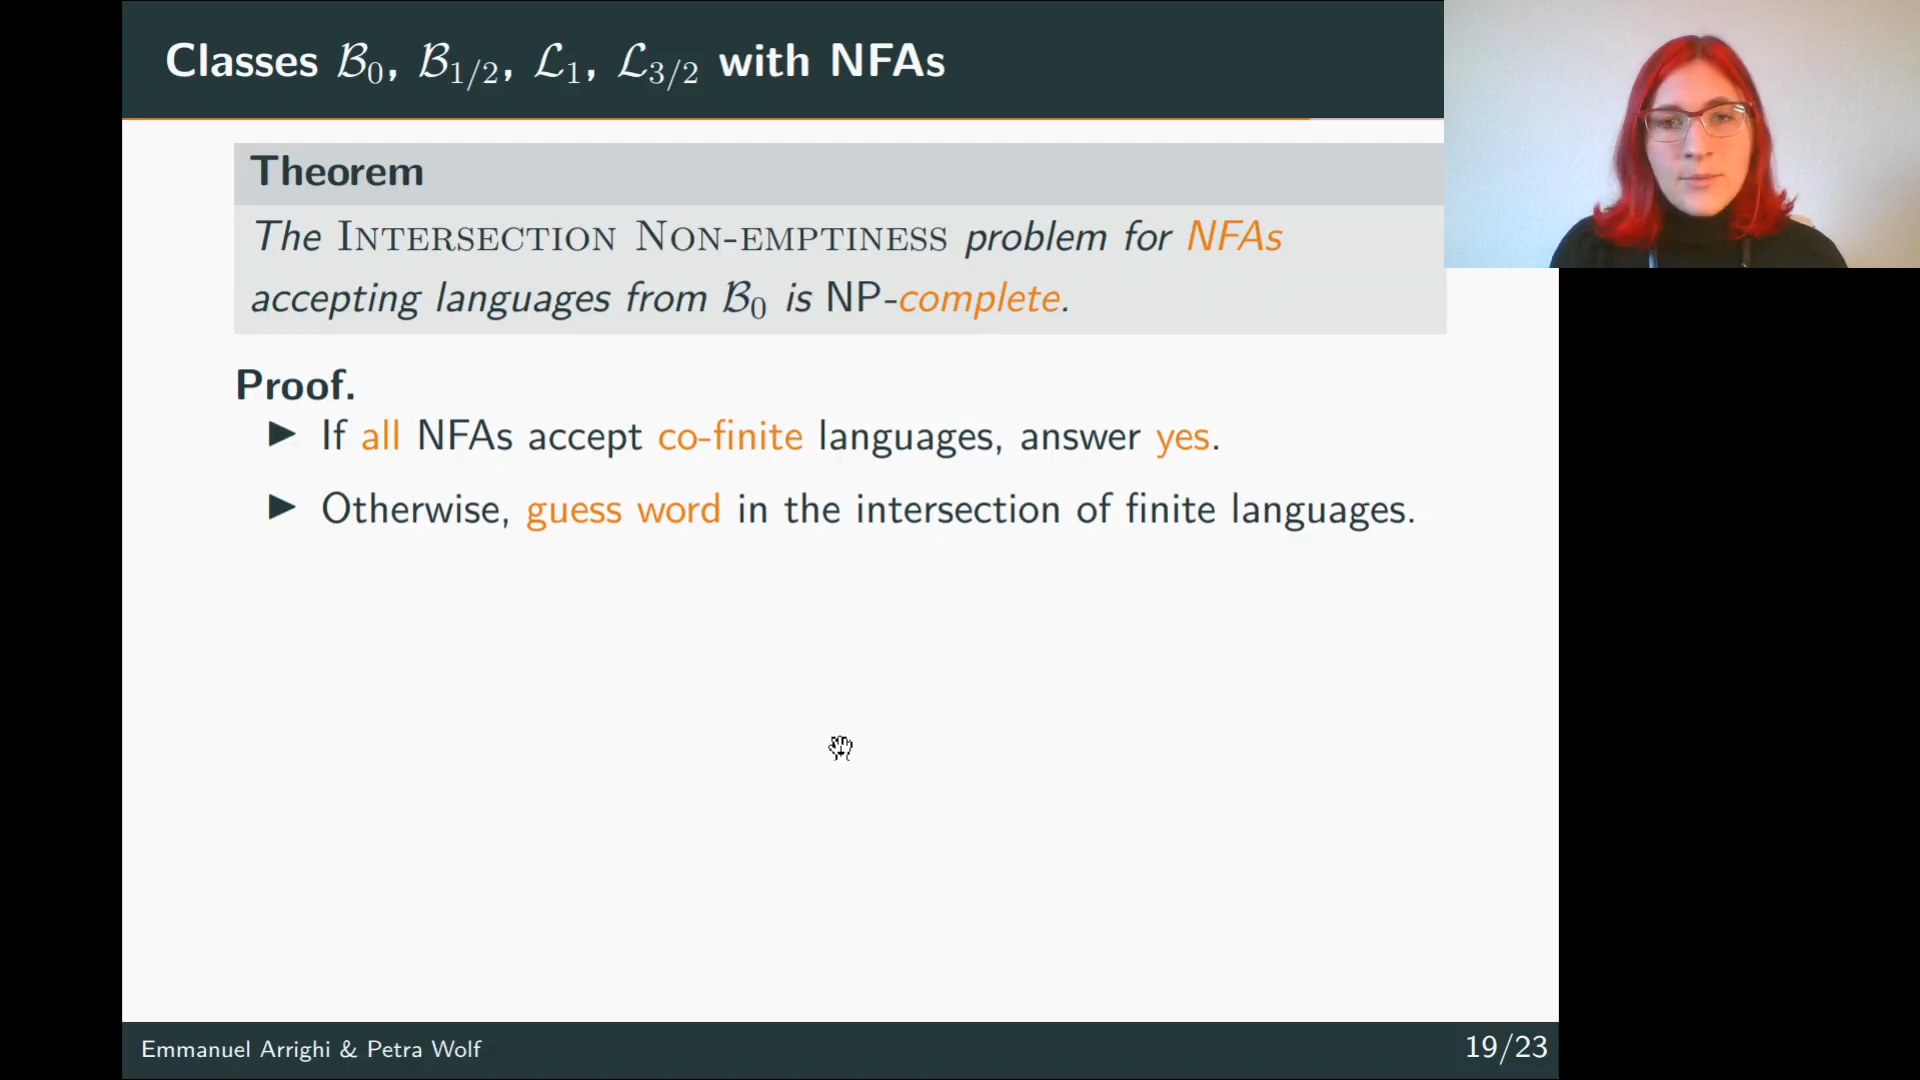 Classes B₀, B₁/₂, L₁, L₃/₂ with NFAs
Theorem
The INTERSECTION NON-EMPTINESS problem for NFAs
accepting languages from B₀ is NP-complete.
Proof.
▶ If all NFAs accept co-finite languages, answer yes.
▶ Otherwise, guess word in the intersection of finite languages.
Emmanuel Arrighi & Petra Wolf
19/23